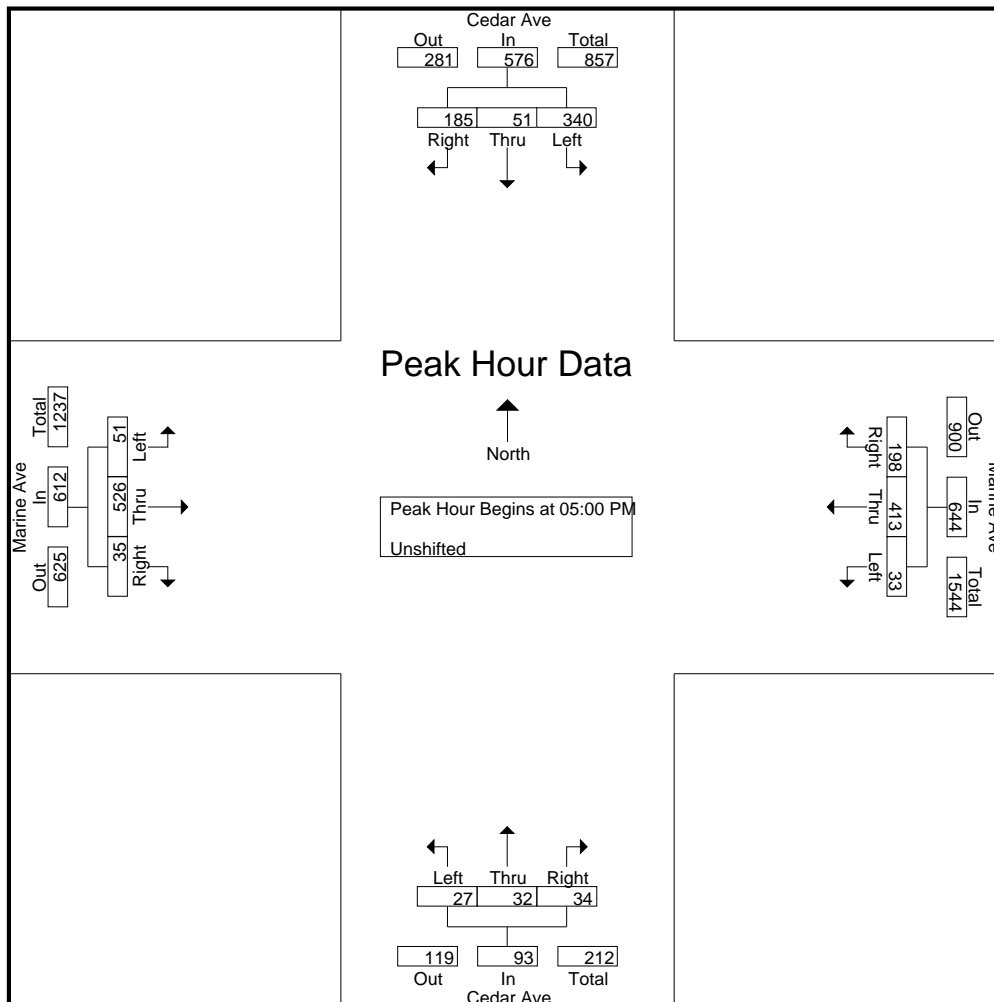 Cedar Ave
Out In Total
281 576 857
185 51 340
Right Thru Left
Peak Hour Data
North
Peak Hour Begins at 05:00 PM
Unshifted
Marine Ave
Total In Out
1237 612 625
51 526 35
Left Thru Right
Right Thru Left
198 413 33
Out In Total
900 644 1544
Marine Ave
Left Thru Right
27 32 34
119 93 212
Out In Total
Cedar Ave